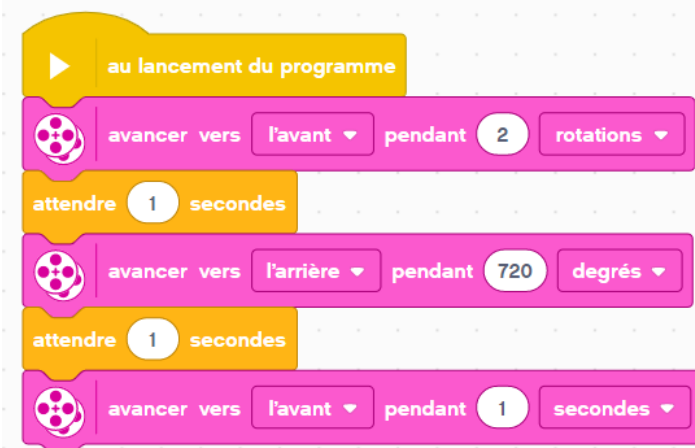 au lancement du programme
avancer vers l'avant pendant 2 rotations
attendre 1 secondes
avancer vers l'arrière pendant 720 degrés
attendre 1 secondes
avancer vers l'avant pendant 1 secondes